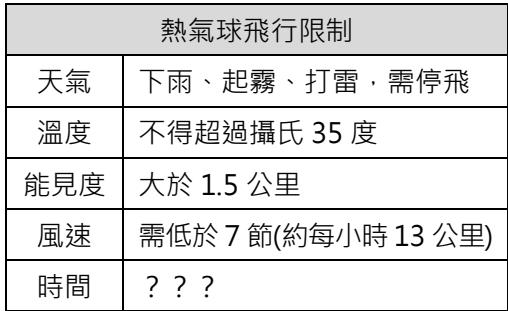 熱氣球飛行限制
天氣 下雨、起霧、打雷，需停飛
溫度 不得超過攝氏 35 度
能見度 大於 1.5 公里
風速 需低於 7 節(約每小時 13 公里)
時間 ？？？